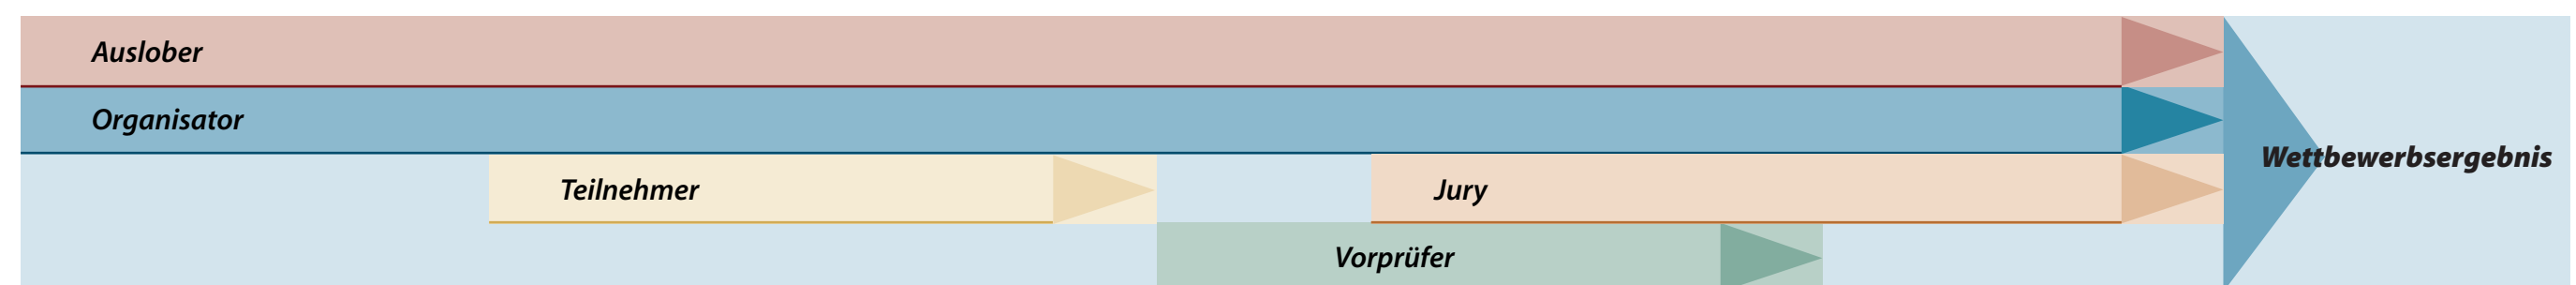 Auslober
Organisator
Wettbewerbsergebnis
Teilnehmer
Jury
Vorprüfer